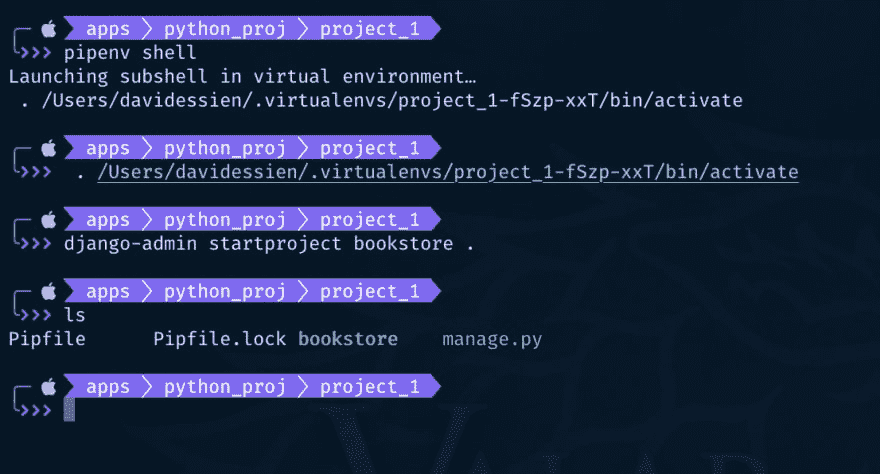 apps python_proj project_1
>>> pipenv shell
Launching subshell in virtual environment…
. /Users/davidessien/.virtualenvs/project_1-fSzp-xxT/bin/activate
apps python_proj project_1
>>> . /Users/davidessien/.virtualenvs/project_1-fSzp-xxT/bin/activate
apps python_proj project_1
>>> django-admin startproject bookstore .
apps python_proj project_1
>>> ls
Pipfile Pipfile.lock bookstore manage.py
apps python_proj project_1
>>>